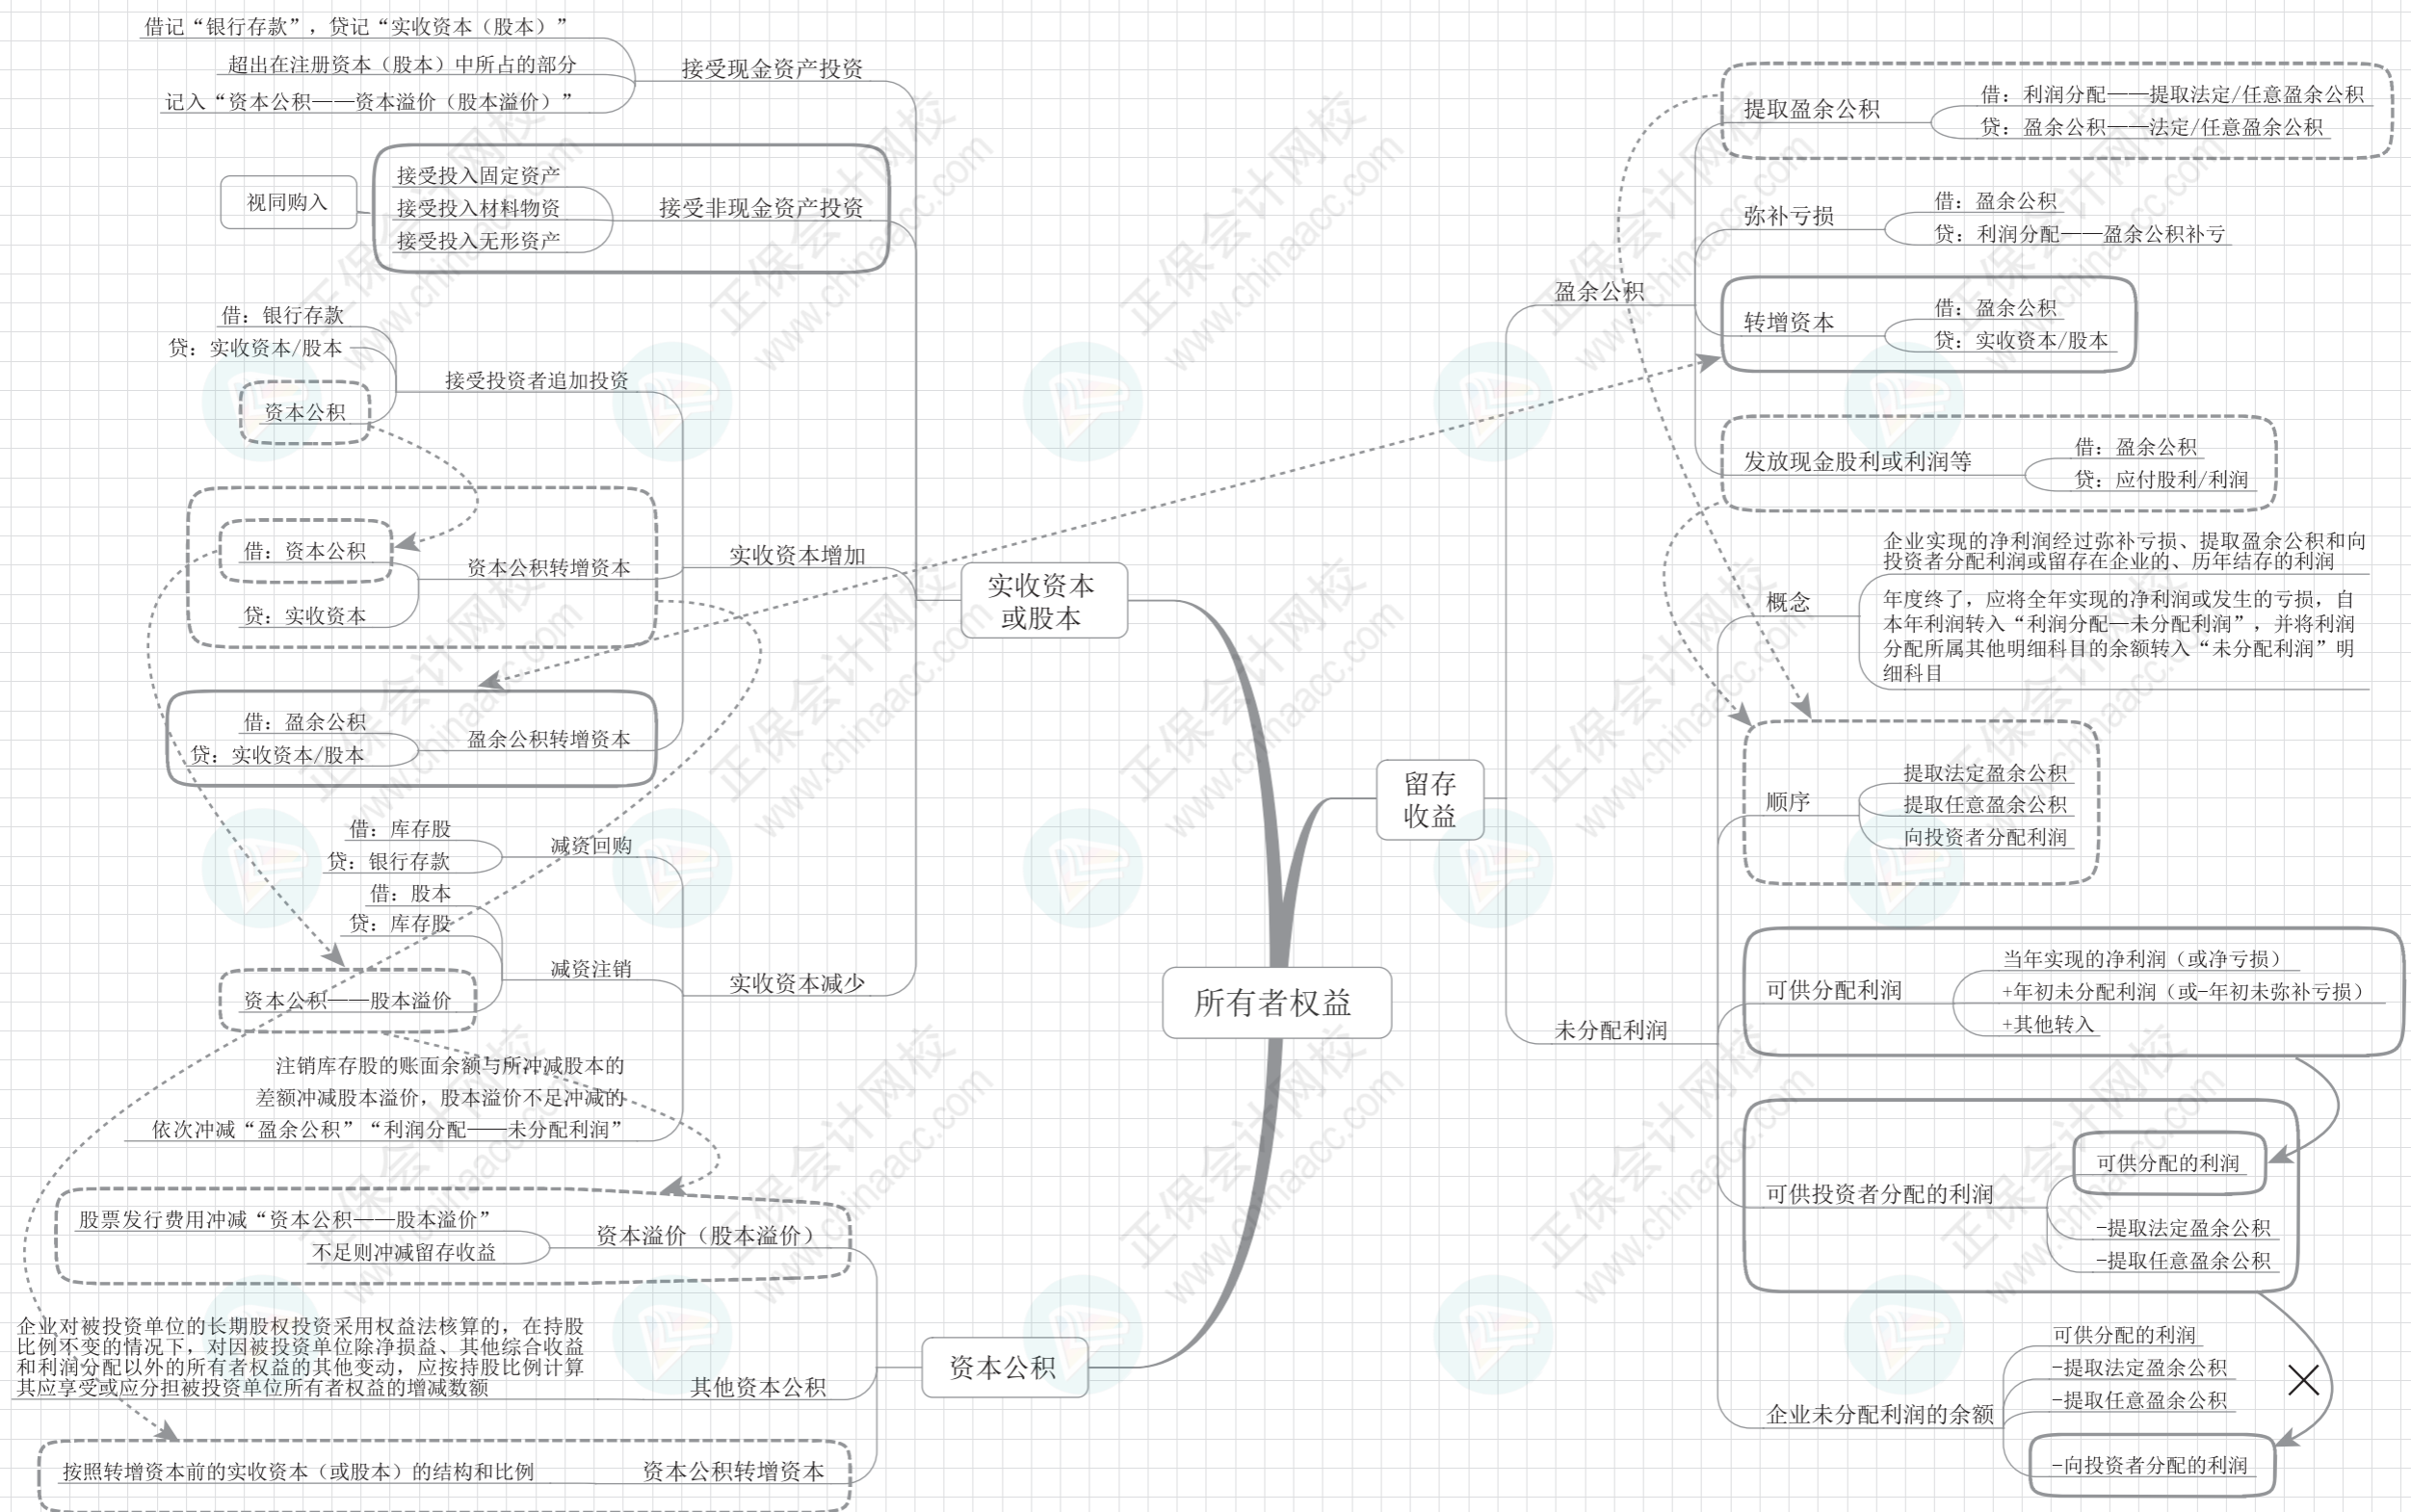 所有者权益
实收资本
或股本
接受现金资产投资
借记“银行存款”，贷记“实收资本（股本）”
超出在注册资本（股本）中所占的部分
记入“资本公积——资本溢价（股本溢价）”
接受非现金资产投资
接受投入固定资产
接受投入材料物资
接受投入无形资产
视同购入
实收资本增加
接受投资者追加投资
借：银行存款
贷：实收资本/股本
资本公积
资本公积转增资本
借：资本公积
贷：实收资本
盈余公积转增资本
借：盈余公积
贷：实收资本/股本
实收资本减少
减资回购
借：库存股
贷：银行存款
减资注销
借：股本
贷：库存股
资本公积——股本溢价
注销库存股的账面余额与所冲减股本的
差额冲减股本溢价，股本溢价不足冲减的
依次冲减“盈余公积”“利润分配——未分配利润”
资本公积
资本溢价（股本溢价）
股票发行费用冲减“资本公积——股本溢价”
不足则冲减留存收益
其他资本公积
企业对被投资单位的长期股权投资采用权益法核算的，在持股
比例不变的情况下，对因被投资单位除净损益、其他综合收益
和利润分配以外的所有者权益的其他变动，应按持股比例计算
其应享受或应分担被投资单位所有者权益的增减数额
资本公积转增资本
按照转增资本前的实收资本（或股本）的结构和比例
留存
收益
盈余公积
提取盈余公积
借：利润分配——提取法定/任意盈余公积
贷：盈余公积——法定/任意盈余公积
弥补亏损
借：盈余公积
贷：利润分配——盈余公积补亏
转增资本
借：盈余公积
贷：实收资本/股本
发放现金股利或利润等
借：盈余公积
贷：应付股利/利润
未分配利润
概念
企业实现的净利润经过弥补亏损、提取盈余公积和向
投资者分配利润或留存在企业的、历年结存的利润
年度终了，应将全年实现的净利润或发生的亏损，自
本年利润转入“利润分配—未分配利润”，并将利润
分配所属其他明细科目的余额转入“未分配利润”明
细科目
顺序
提取法定盈余公积
提取任意盈余公积
向投资者分配利润
可供分配利润
当年实现的净利润（或净亏损）
+年初未分配利润（或-年初未弥补亏损）
+其他转入
可供投资者分配的利润
可供分配的利润
-提取法定盈余公积
-提取任意盈余公积
企业未分配利润的余额
可供分配的利润
-提取法定盈余公积
-提取任意盈余公积
-向投资者分配的利润
正保会计网校
www.chinaacc.com